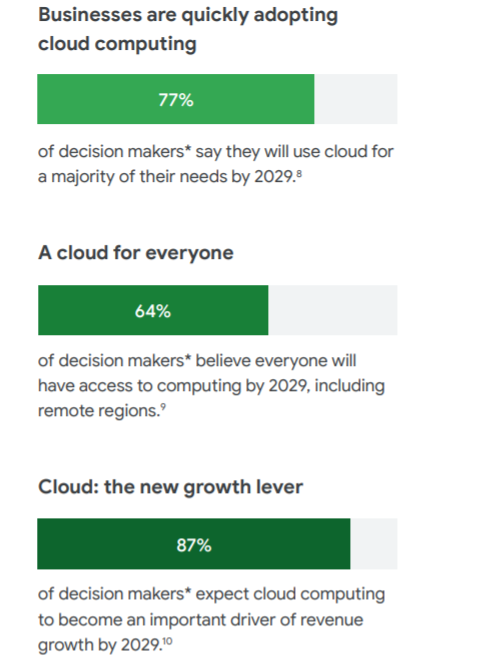 Businesses are quickly adopting
cloud computing
77%
of decision makers* say they will use cloud for
a majority of their needs by 2029.⁸
A cloud for everyone
64%
of decision makers* believe everyone will
have access to computing by 2029, including
remote regions.⁹
Cloud: the new growth lever
87%
of decision makers* expect cloud computing
to become an important driver of revenue
growth by 2029.¹⁰